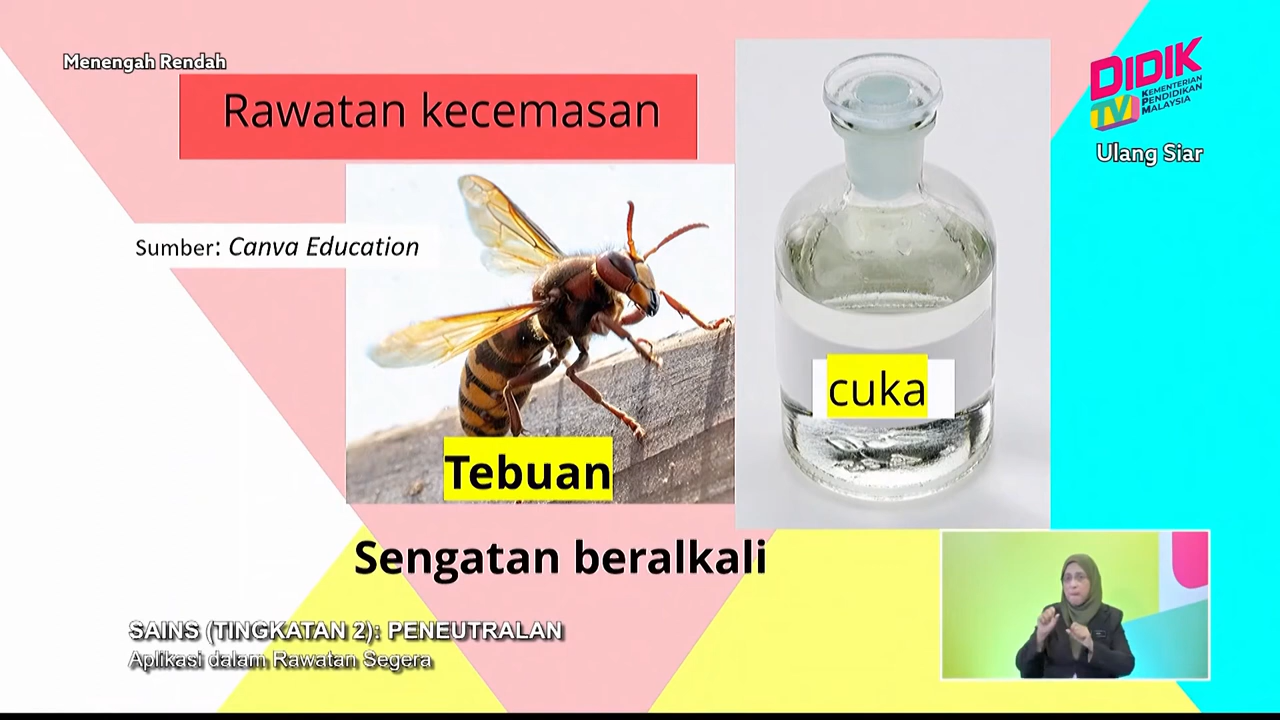 Menengah Rendah
Rawatan kecemasan
DIDIK
TV
KEMENTERIAN
PENDIDIKAN
MALAYSIA
Ulang Siar
Sumber: Canva Education
cuka
Tebuan
Sengatan beralkali
SAINS (TINGKATAN 2): PENEUTRALAN
Aplikasi dalam Rawatan Segera